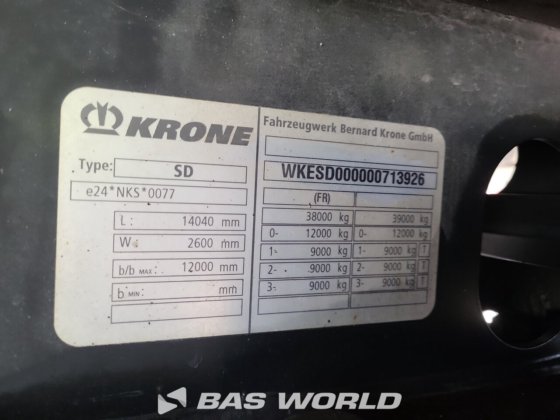 KRONE
Type: SD
e24*NKS*0077
L: 14040 mm
W 2600 mm
b/b MAX: 12000 mm
b MIN: mm
Fahrzeugwerk Bernard Krone GmbH
WKESD000000713926
(FR)
38000 kg 39000 kg
0- 12000 kg 0- 12000 kg
1- 9000 kg 1- 9000 kg T
2- 9000 kg 2- 9000 kg T
3- 9000 kg 3- 9000 kg T
BAS WORLD